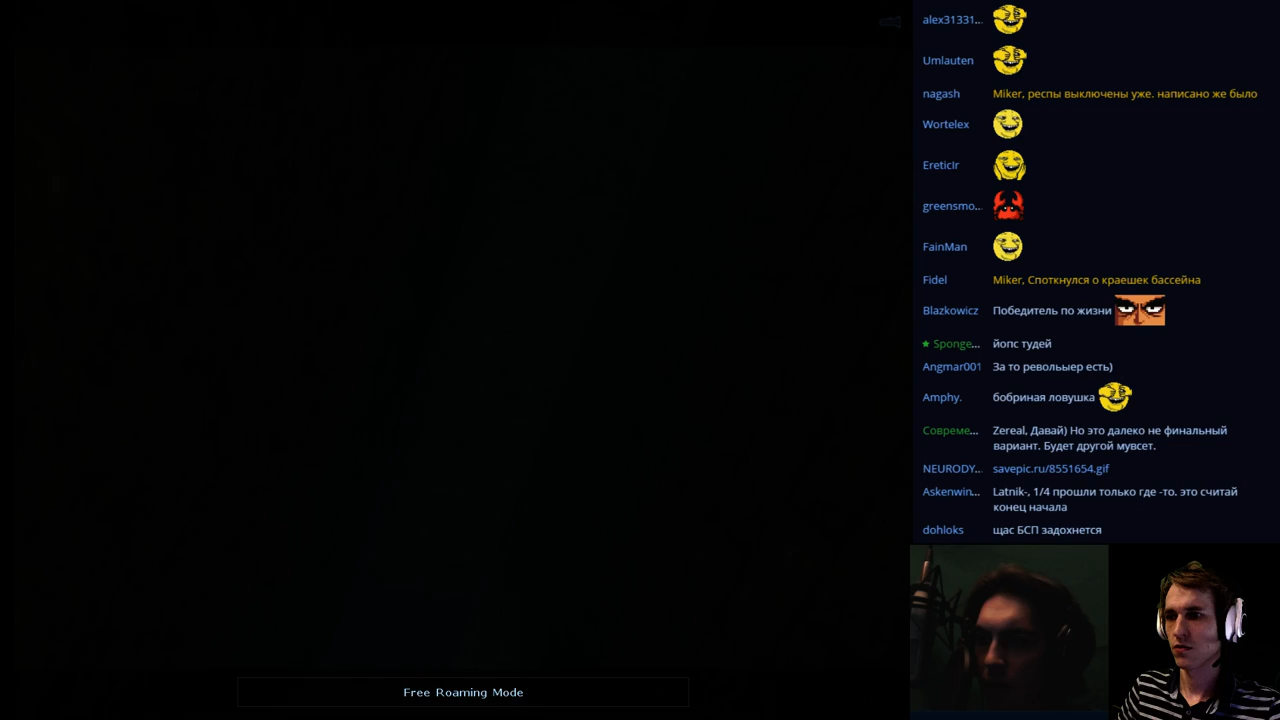 alex31331...
Umlauten
nagash Miker, респы выключены уже. написано же было
Wortelex
EreticIr
greensmo...
FainMan
Fidel Miker, Споткнулся о краешек бассейна
Blazkowicz Победитель по жизни
★ Sponge... йопс тудей
Angmar001 За то револьыер есть)
Amphy. бобриная ловушка
Совреме... Zereal, Давай) Но это далеко не финальный
вариант. Будет другой мувсет.
NEURODY... savepic.ru/8551654.gif
Askenwin... Latnik-, 1/4 прошли только где -то. это считай
конец начала
dohloks щас БСП задохнется
Free Roaming Mode